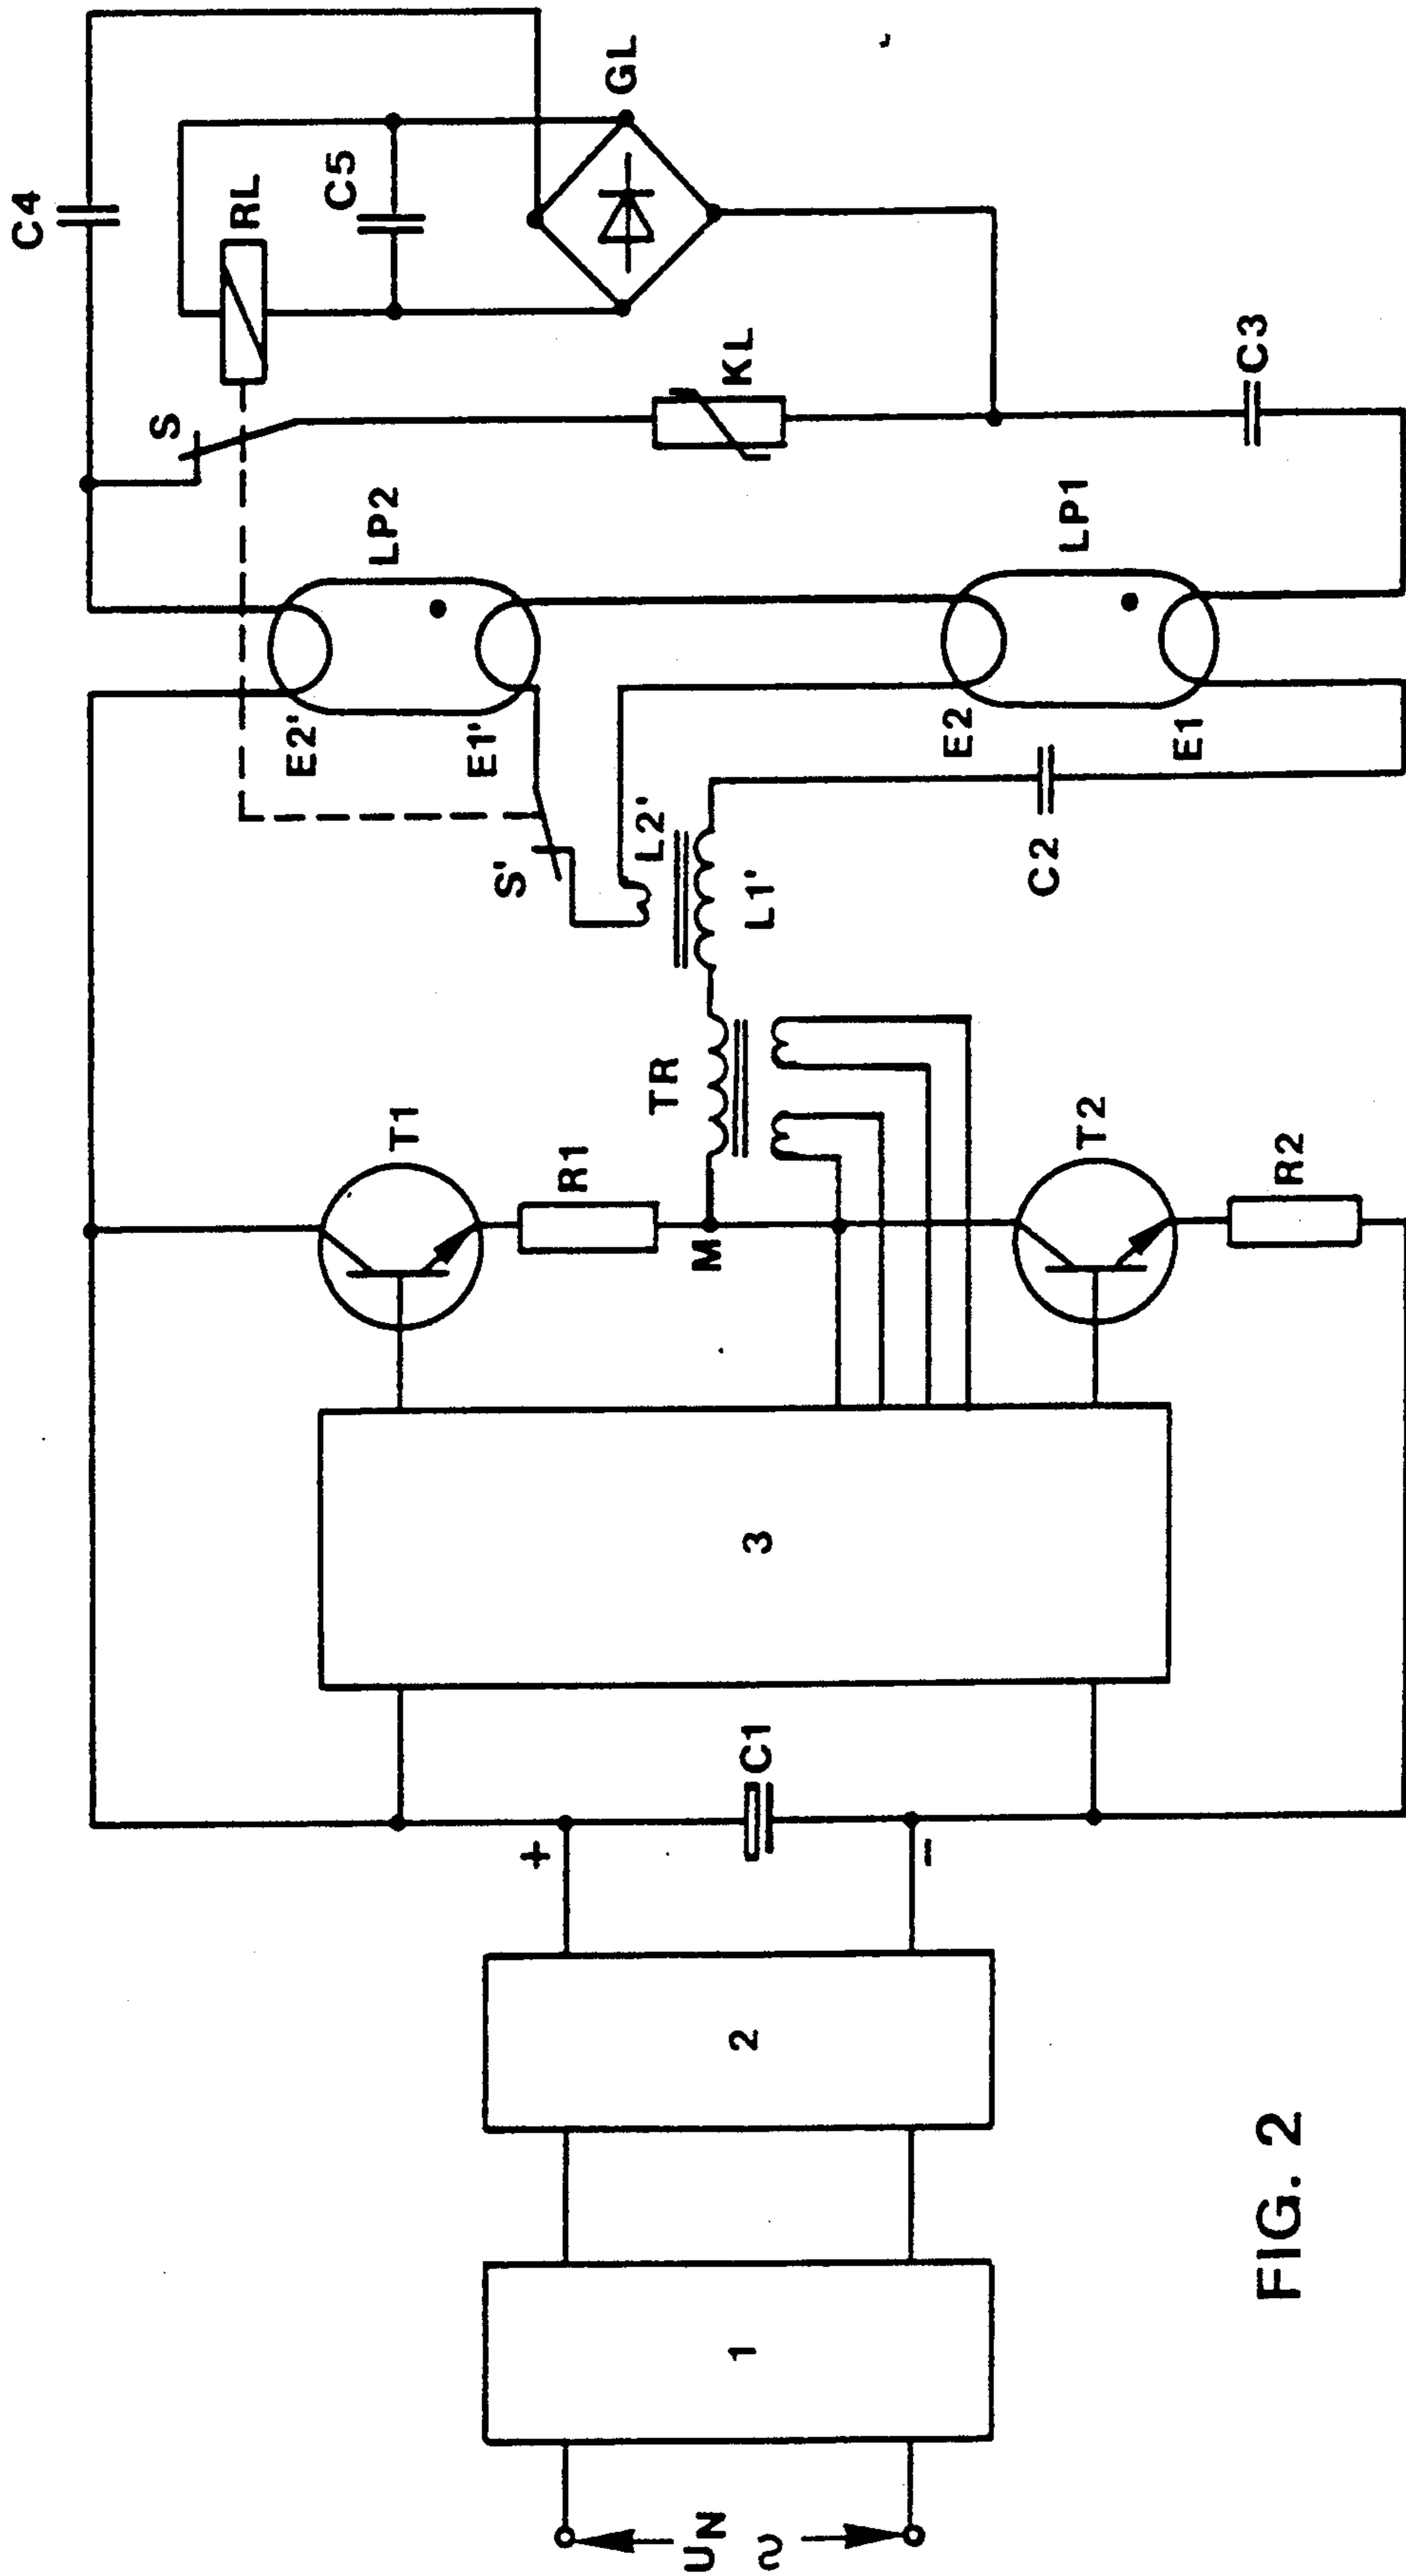 C4
RL
C5
GL
S
KL
C3
LP2
LP1
E2'
E1'
E2
E1
S'
L2'
L1'
C2
TR
T1
R1
M
T2
R2
3
C1
+
−
2
1
UN
~
FIG. 2